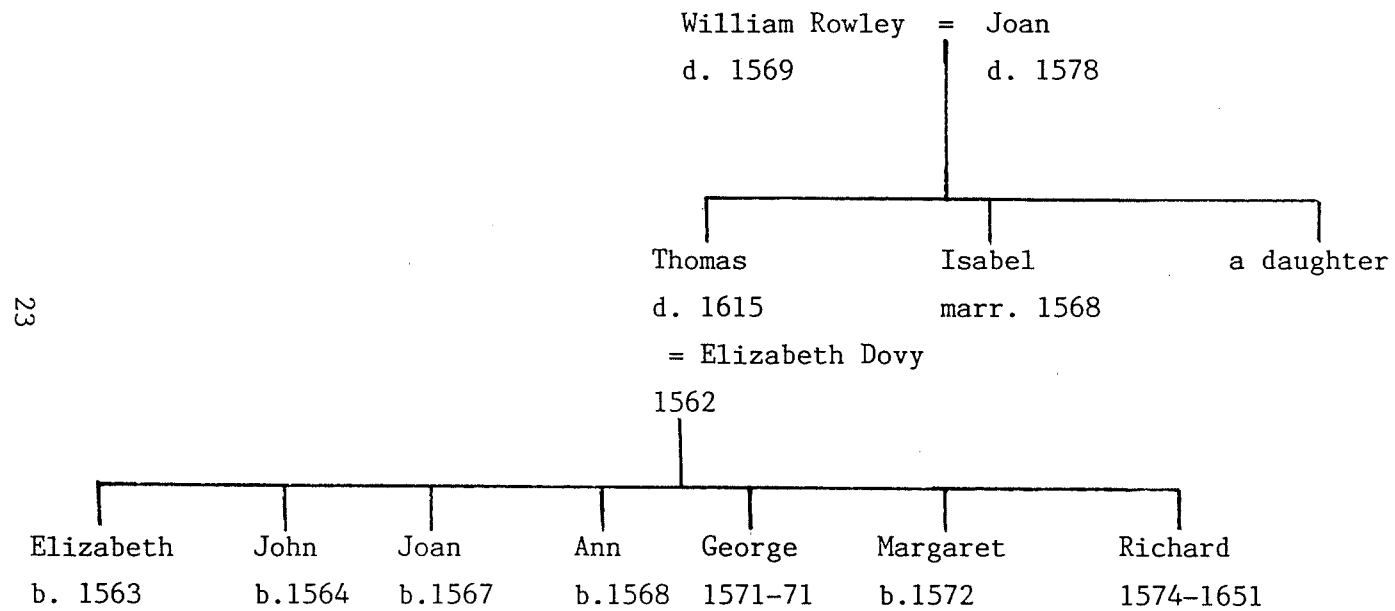 William Rowley = Joan
d. 1569 d. 1578
Thomas Isabel a daughter
d. 1615 marr. 1568
= Elizabeth Dovy
1562
23
Elizabeth John Joan Ann George Margaret Richard
b. 1563 b.1564 b.1567 b.1568 1571-71 b.1572 1574-1651